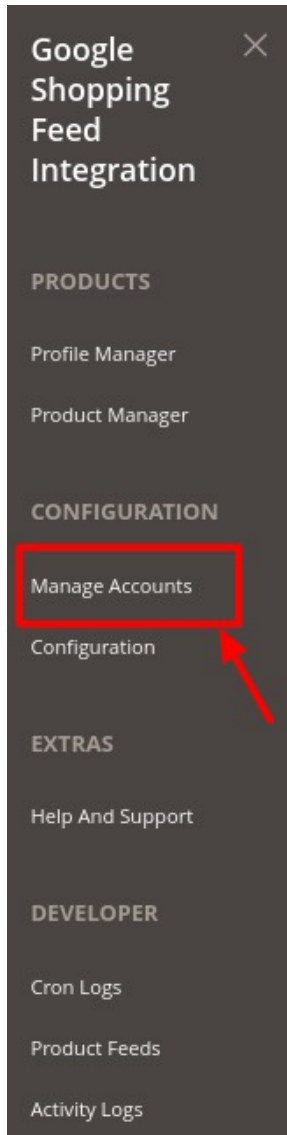 Google
Shopping
Feed
Integration
PRODUCTS
Profile Manager
Product Manager
CONFIGURATION
Manage Accounts
Configuration
EXTRAS
Help And Support
DEVELOPER
Cron Logs
Product Feeds
Activity Logs